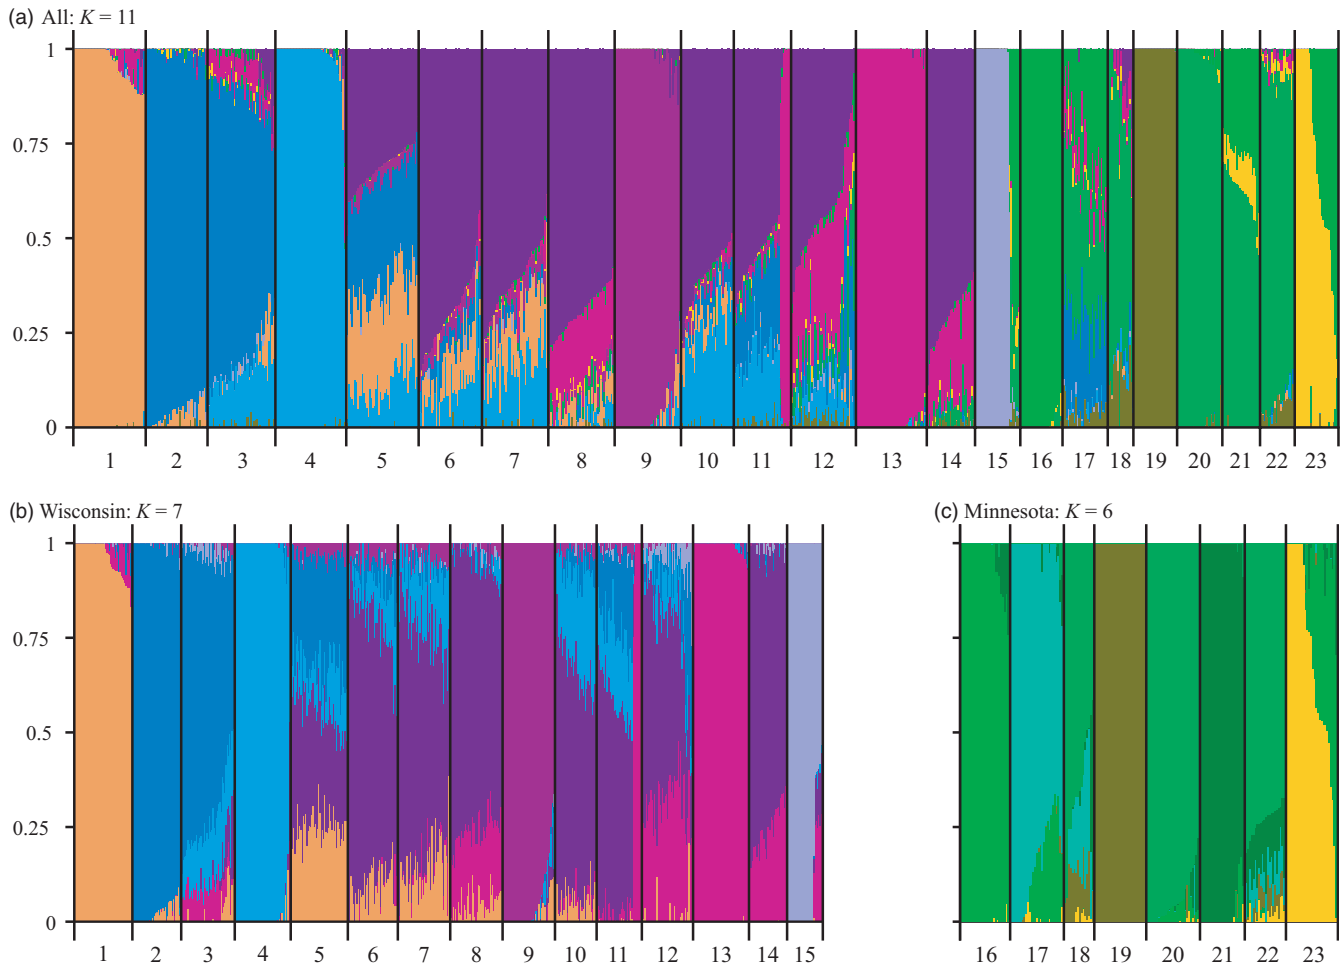 (a) All: K = 11
1
0.75
0.5
0.25
0
1 2 3 4 5 6 7 8 9 10 11 12 13 14 15 16 17 18 19 20 21 22 23
(b) Wisconsin: K = 7
(c) Minnesota: K = 6
1
0.75
0.5
0.25
0
1 2 3 4 5 6 7 8 9 10 11 12 13 14 15
16 17 18 19 20 21 22 23